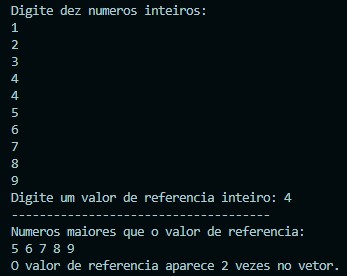 Digite dez numeros inteiros:
1
2
3
4
4
5
6
7
8
9
Digite um valor de referencia inteiro: 4
-------------------------------------
Numeros maiores que o valor de referencia:
5 6 7 8 9
O valor de referencia aparece 2 vezes no vetor.